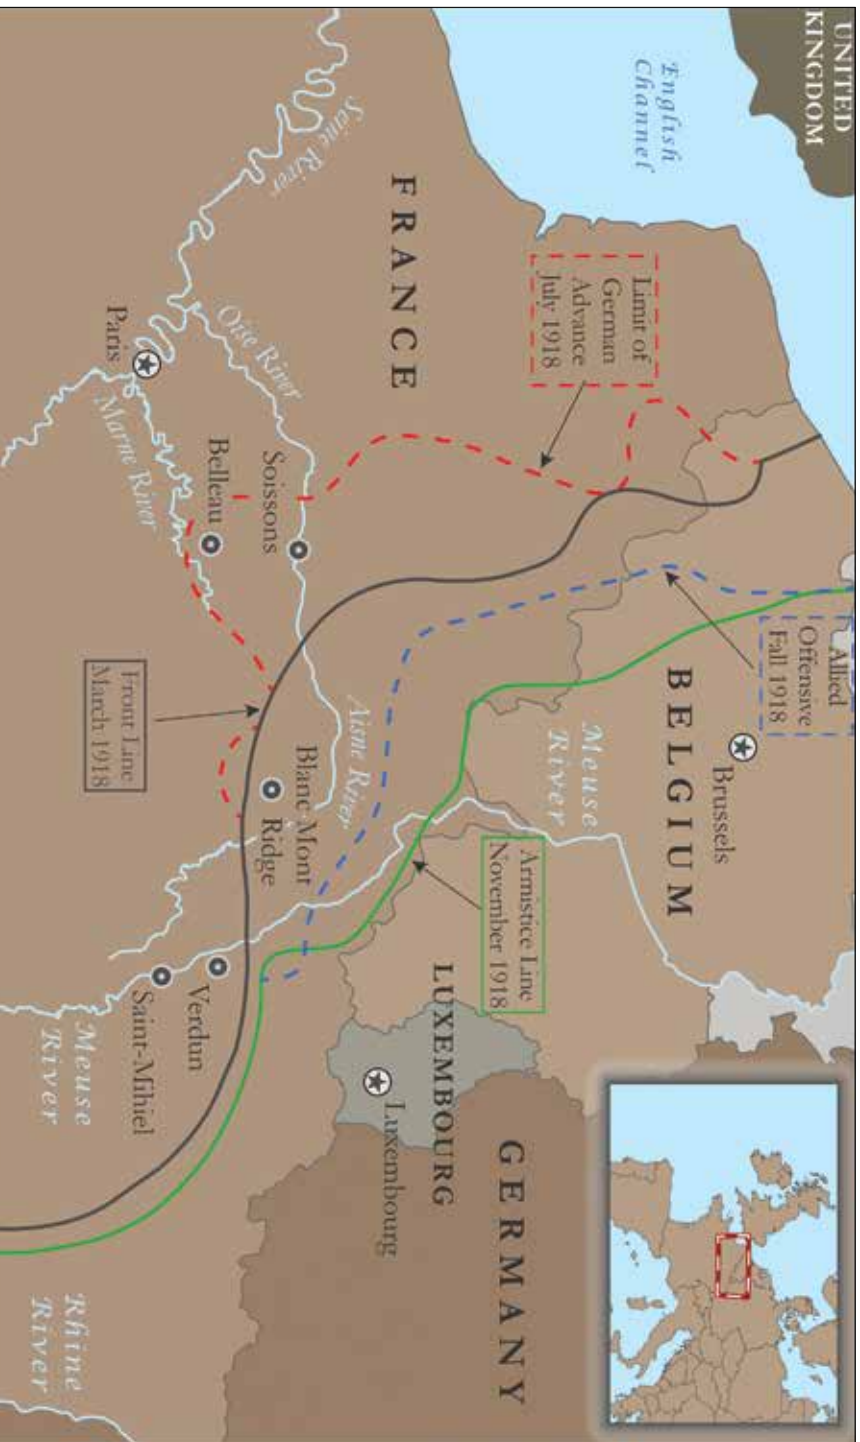 UNITED
KINGDOM
English
Channel
FRANCE
Seine River
Oise River
Paris
Marne River
Belleau
Soissons
Limit of
German
Advance
July 1918
Allied
Offensive
Fall 1918
BELGIUM
Brussels
Meuse
River
Aisne River
Front Line
March 1918
Blanc Mont
Ridge
Armistice Line
November 1918
Verdun
Saint-Mihiel
Meuse
River
LUXEMBOURG
Luxembourg
GERMANY
Rhine
River